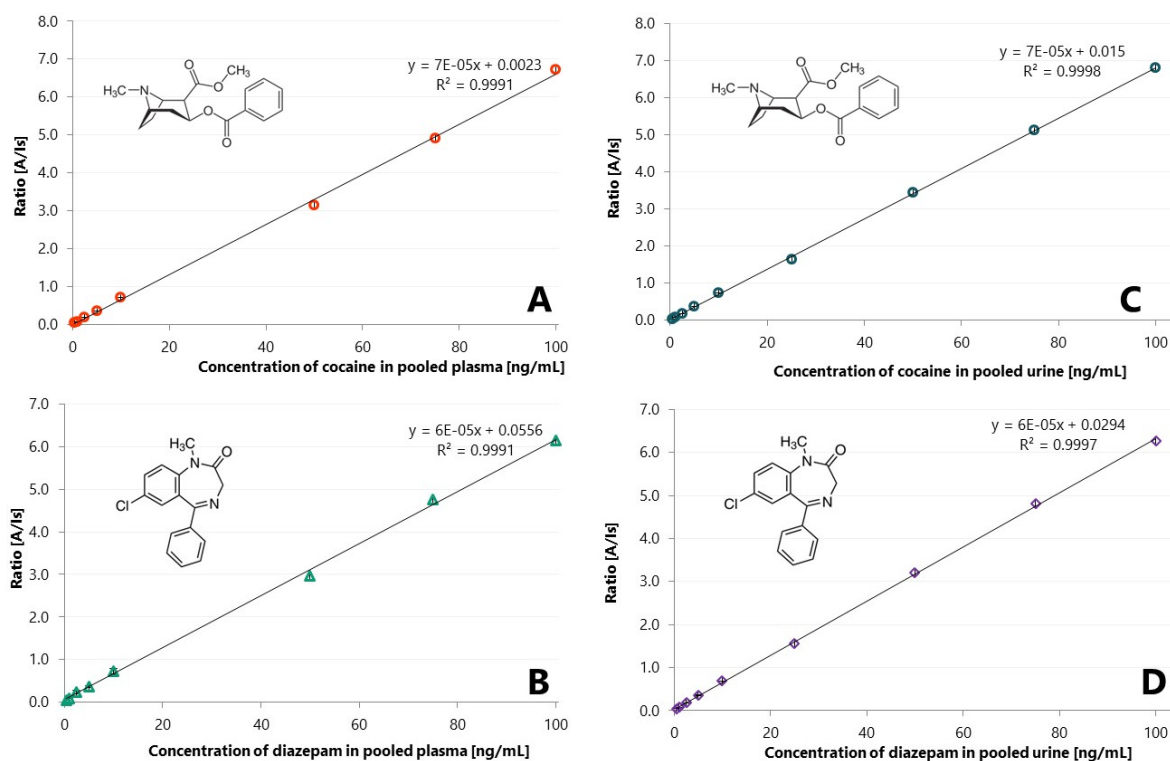 8.0
7.0
6.0
5.0
4.0
3.0
2.0
1.0
0.0
0
20
40
60
80
100
Ratio [A/Is]
Concentration of cocaine in pooled plasma [ng/mL]
y = 7E-05x + 0.0023
R² = 0.9991
H₃C
N
O
O
CH₃
O
O
A
8.0
7.0
6.0
5.0
4.0
3.0
2.0
1.0
0.0
0
20
40
60
80
100
Ratio [A/Is]
Concentration of cocaine in pooled urine [ng/mL]
y = 7E-05x + 0.015
R² = 0.9998
H₃C
N
O
O
CH₃
O
O
C
7.0
6.0
5.0
4.0
3.0
2.0
1.0
0.0
0
20
40
60
80
100
Ratio [A/Is]
Concentration of diazepam in pooled plasma [ng/mL]
y = 6E-05x + 0.0556
R² = 0.9991
H₃C
N
O
Cl
N
B
7.0
6.0
5.0
4.0
3.0
2.0
1.0
0.0
0
20
40
60
80
100
Ratio [A/Is]
Concentration of diazepam in pooled urine [ng/mL]
y = 6E-05x + 0.0294
R² = 0.9997
H₃C
N
O
Cl
N
D